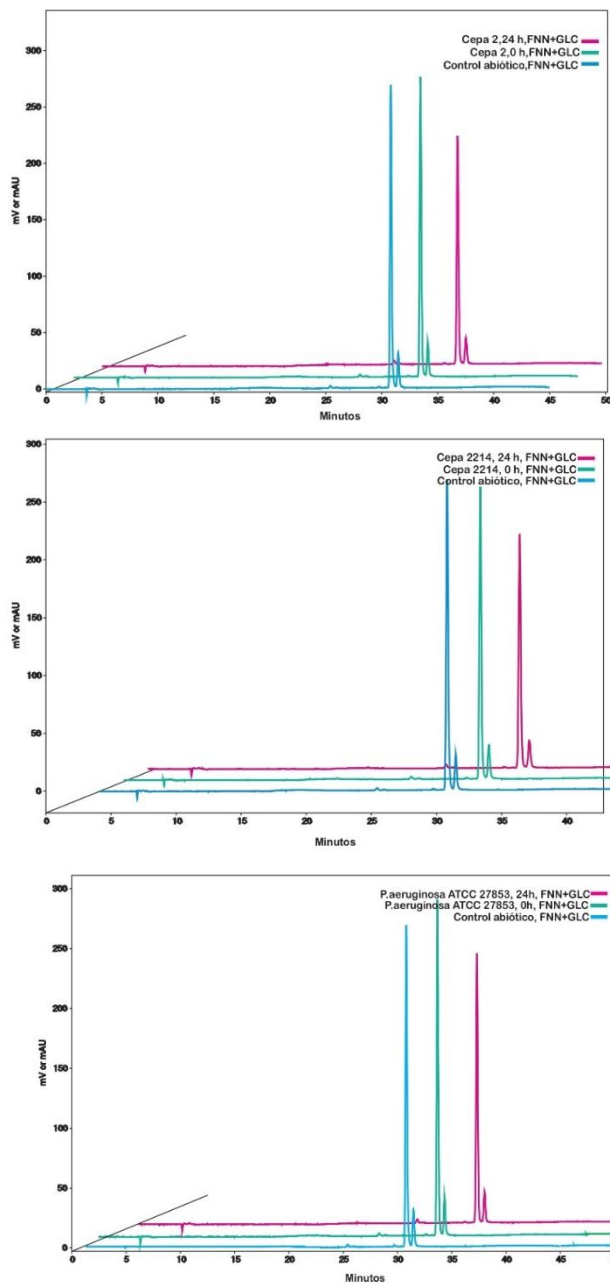 Cepa 2,24 h,FNN+GLC
Cepa 2,0 h,FNN+GLC
Control abiótico,FNN+GLC
mV or mAU
300
250
200
150
100
50
0
0 5 10 15 20 25 30 35 40 45 50
Minutos
Cepa 2214, 24 h, FNN+GLC
Cepa 2214, 0 h, FNN+GLC
Control abiótico, FNN+GLC
mV or mAU
300
250
200
150
100
50
0
0 5 10 15 20 25 30 35 40
Minutos
P.aeruginosa ATCC 27853, 24h, FNN+GLC
P.aeruginosa ATCC 27853, 0h, FNN+GLC
Control abiótico, FNN+GLC
mV or mAU
300
250
200
150
100
50
0
0 5 10 15 20 25 30 35 40 45
Minutos